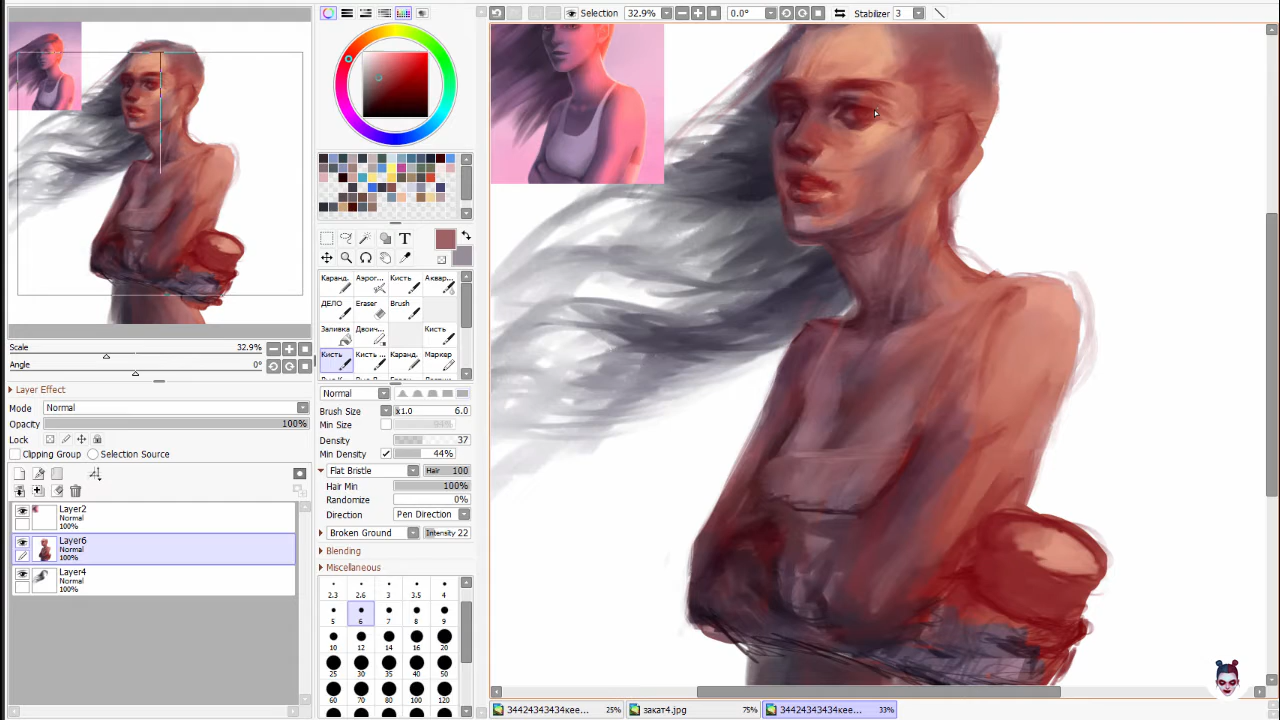 Selection
32.9%
0.0°
Stabilizer
3
Scale
32.9%
Angle
0°
Layer Effect
Mode
Normal
Opacity
100%
Lock
Clipping Group
Selection Source
Layer2
Normal
100%
Layer6
Normal
100%
Layer4
Normal
100%
T
Каранд.
Аэрог...
Кисть
Аквар...
ДЕЛО
Eraser
Brush
Заливка
Двоич...
Кисть
Кисть
Кисть ...
Каранд.
Маркер
Normal
Brush Size
x1.0
6.0
Min Size
Density
37
Min Density
44%
Flat Bristle
Hair
100
Hair Min
100%
Randomize
0%
Direction
Pen Direction
Broken Ground
Intensity
22
Blending
Miscellaneous
2.3
2.6
3
3.5
4
5
6
7
8
9
10
12
14
16
20
25
30
35
40
50
60
70
80
100
120
34424343434кее...
25%
закат4.jpg
75%
34424343434кее...
33%